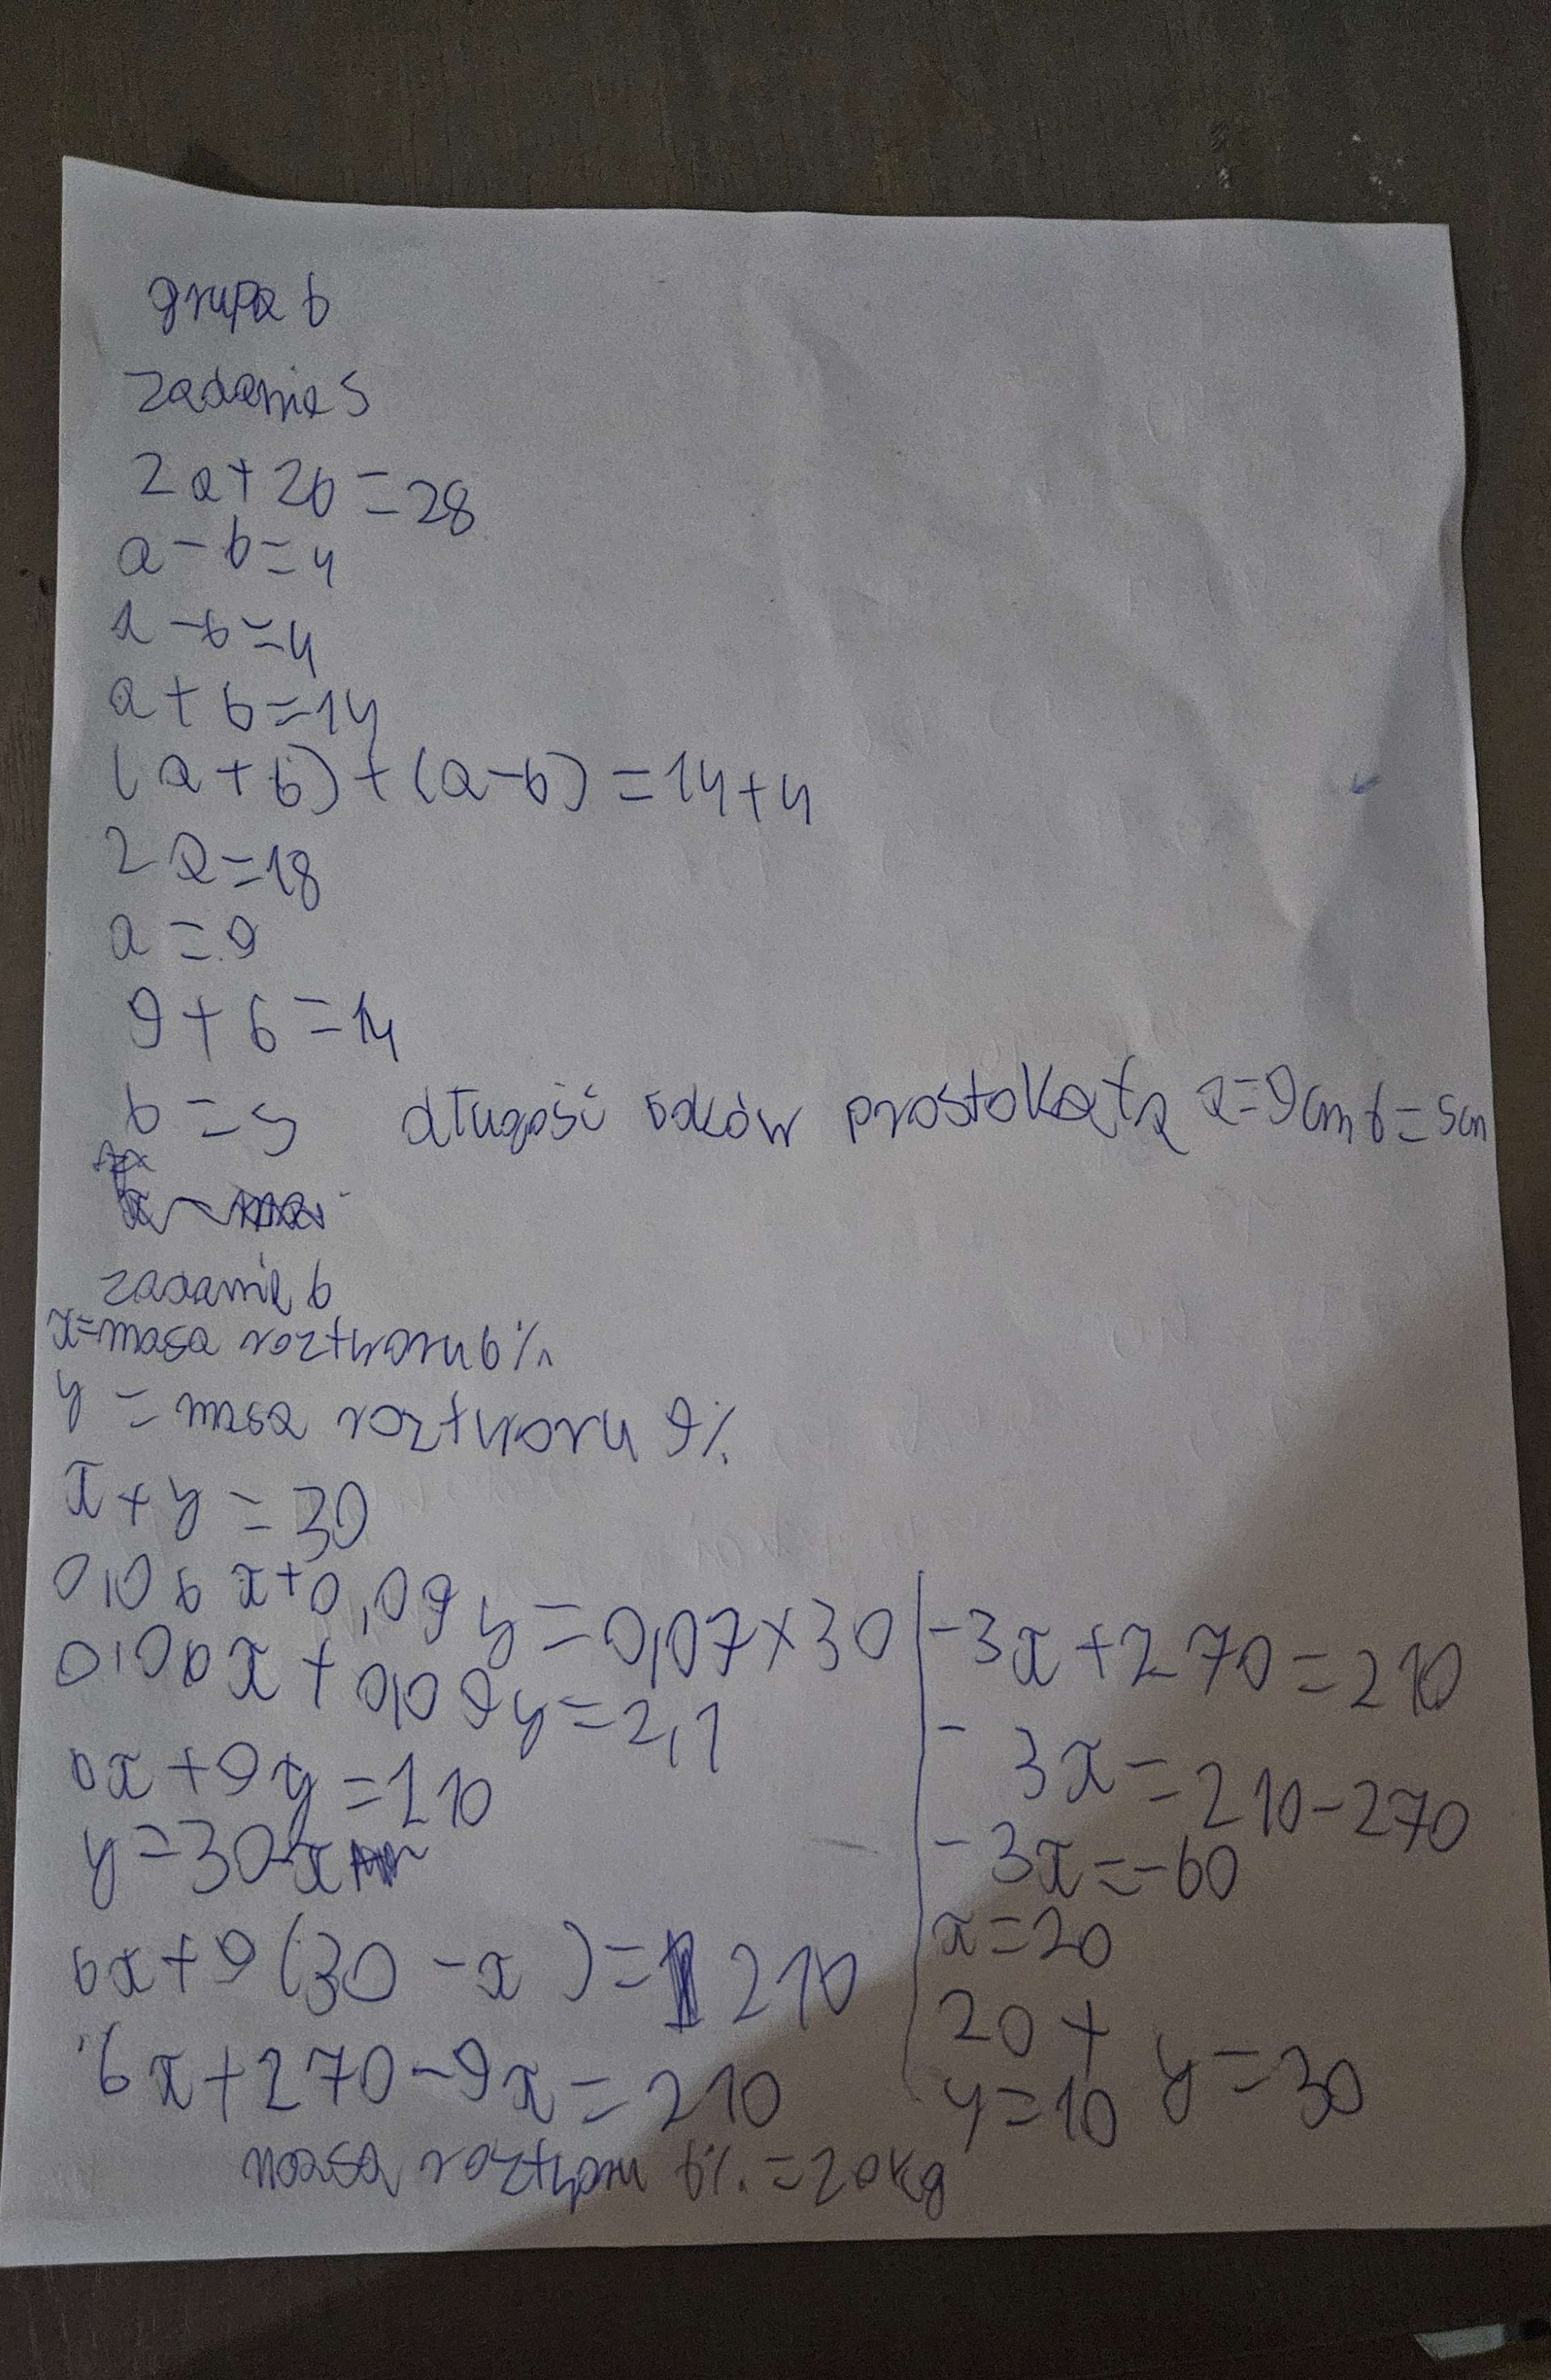 grupa b
zadanie 5
2a+2b=28
a-b=4
a-b=4
a+b=14
(a+b)+(a-b)=14+4
2a=18
a=9
9+b=14
b=5 długość boków prostokąta a=9cm b=5cm
zadanie 6
x=masa roztworu 6%
y=masa roztworu 9%
x+y=30
0,06x+0,09y=0,07×30
0,06x+0,09y=2,1
6x+9y=210
y=30-x
6x+9(30-x)=210
6x+270-9x=210
-3x+270=210
-3x=210-270
-3x=-60
x=20
20+y=30
y=10
masa roztworu 6%=20kg